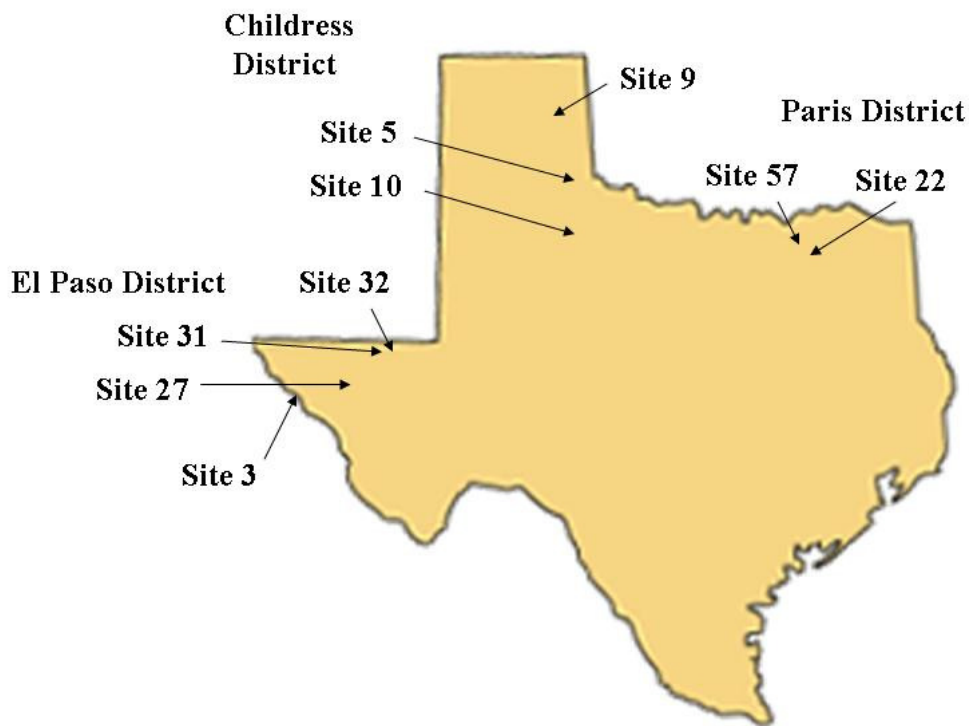 Childress
District
Site 9
Paris District
Site 5
Site 57
Site 22
Site 10
El Paso District
Site 32
Site 31
Site 27
Site 3